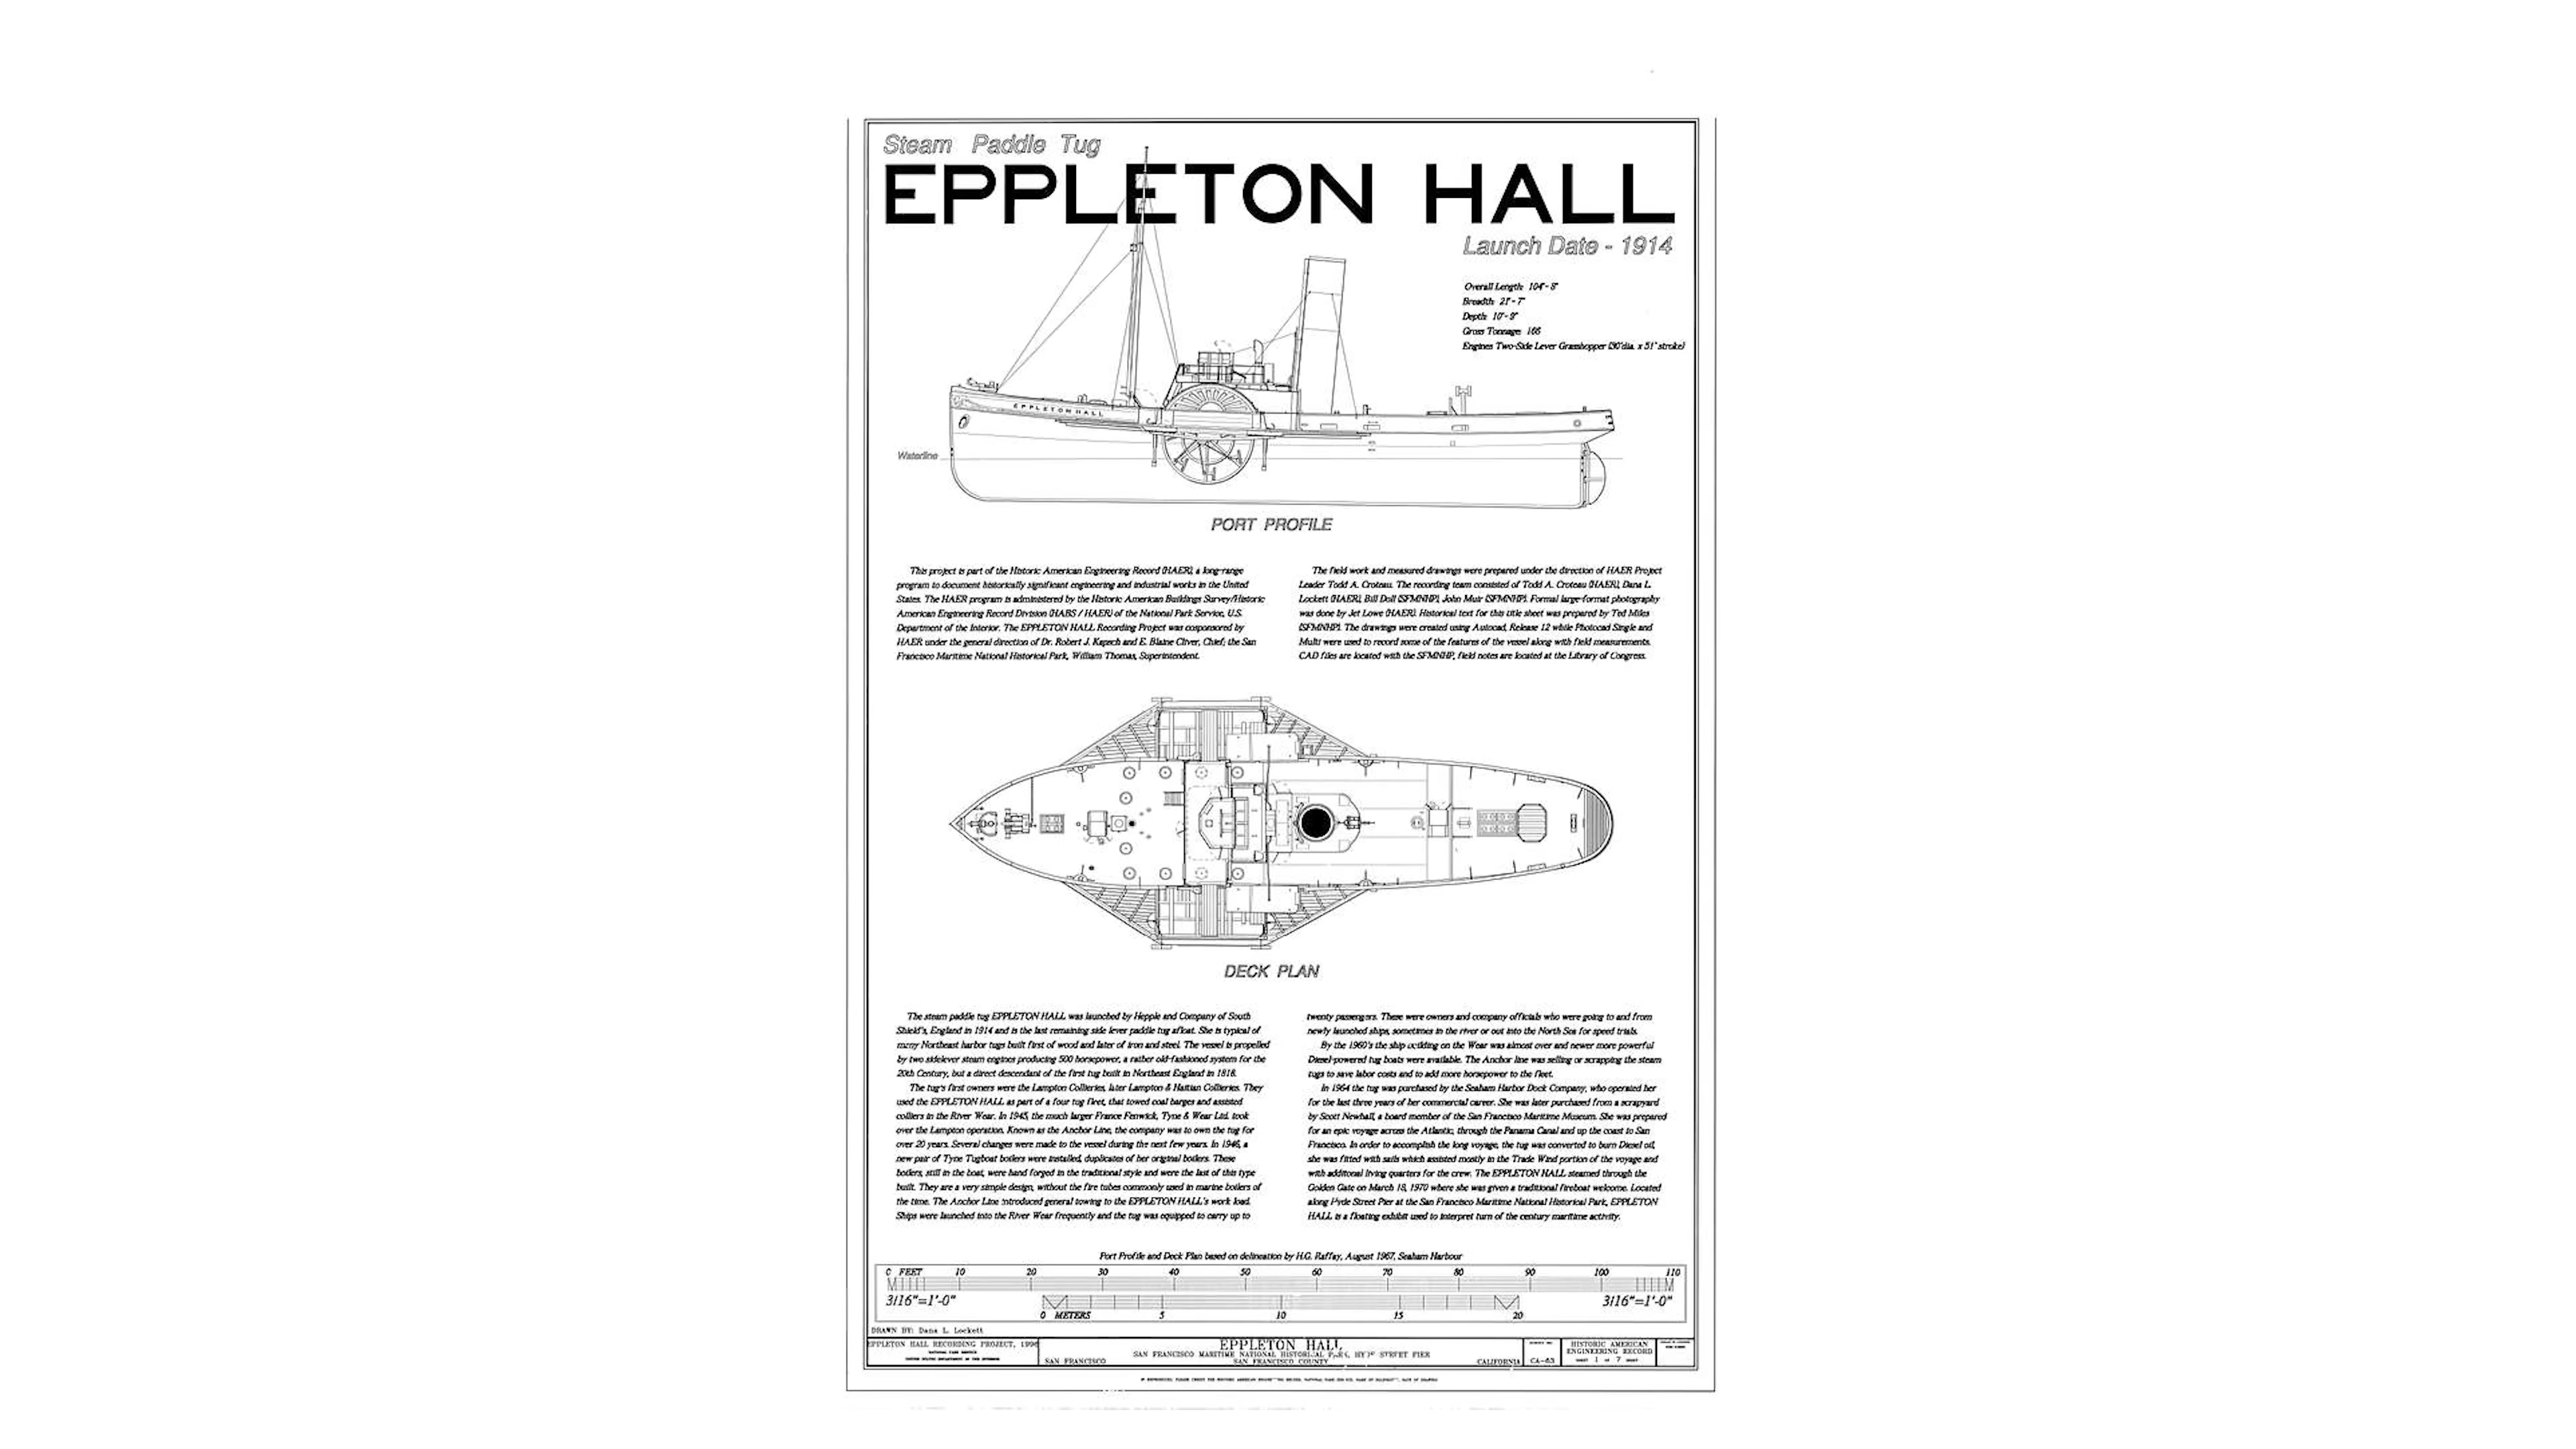 Steam Paddle Tug
EPPLETON HALL
Launch Date - 1914
Overall Length: 104'-8"
Breadth: 21'-7"
Depth: 10'-9"
Gross Tonnage: 166
Engines Two-Side Lever Grasshopper (30"dia. x 51" stroke)
EPPLETON HALL
Waterline
PORT PROFILE
This project is part of the Historic American Engineering Record (HAER), a long-range
program to document historically significant engineering and industrial works in the United
States. The HAER program is administered by the Historic American Buildings Survey/Historic
American Engineering Record Division (HABS / HAER) of the National Park Service, U.S.
Department of the Interior. The EPPLETON HALL Recording Project was cosponsored by
HAER under the general direction of Dr. Robert J. Kapsch and E. Blaine Cliver, Chief; the San
Francisco Maritime National Historical Park, William Thomas, Superintendent.
The field work and measured drawings were prepared under the direction of HAER Project
Leader Todd A. Croteau. The recording team consisted of Todd A. Croteau (HAER), Dana L.
Lockett (HAER), Bill Doll (SFMNHP), John Muir (SFMNHP). Formal large-format photography
was done by Jet Lowe (HAER). Historical text for this title sheet was prepared by Ted Miles
(SFMNHP). The drawings were created using Autocad, Release 12 while Photocad Single and
Multi were used to record some of the features of the vessel along with field measurements.
CAD files are located with the SFMNHP, field notes are located at the Library of Congress.
DECK PLAN
The steam paddle tug EPPLETON HALL was launched by Hepple and Company of South
Shield's, England in 1914 and is the last remaining side lever paddle tug afloat. She is typical of
many Northeast harbor tugs built first of wood and later of iron and steel. The vessel is propelled
by two sidelever steam engines producing 500 horsepower, a rather old-fashioned system for the
20th Century, but a direct descendant of the first tug built in Northeast England in 1818.
The tug's first owners were the Lampton Collieries, later Lampton & Haitian Collieries. They
used the EPPLETON HALL as part of a four tug fleet, that towed coal barges and assisted
colliers in the River Wear. In 1945, the much larger France Fenwick, Tyne & Wear Ltd. took
over the Lampton operation. Known as the Anchor Line, the company was to own the tug for
over 20 years. Several changes were made to the vessel during the next few years. In 1946, a
new pair of Tyne Tugboat boilers were installed, duplicates of her original boilers. These
boilers, still in the boat, were hand forged in the traditional style and were the last of this type
built. They are a very simple design, without the fire tubes commonly used in marine boilers of
the time. The Anchor Line introduced general towing to the EPPLETON HALL's work load.
Ships were launched into the River Wear frequently and the tug was equipped to carry up to
twenty passengers. These were owners and company officials who were going to and from
newly launched ships, sometimes in the river or out into the North Sea for speed trials.
By the 1960's the ship building on the Wear was almost over and newer more powerful
Diesel-powered tug boats were available. The Anchor line was selling or scrapping the steam
tugs to save labor costs and to add more horsepower to the fleet.
In 1964 the tug was purchased by the Seaham Harbor Dock Company, who operated her
for the last three years of her commercial career. She was later purchased from a scrapyard
by Scott Newhall, a board member of the San Francisco Maritime Museum. She was prepared
for an epic voyage across the Atlantic, through the Panama Canal and up the coast to San
Francisco. In order to accomplish the long voyage, the tug was converted to burn Diesel oil,
she was fitted with sails which assisted mostly in the Trade Wind portion of the voyage and
with additonal living quarters for the crew. The EPPLETON HALL steamed through the
Golden Gate on March 18, 1970 where she was given a traditional fireboat welcome. Located
along Hyde Street Pier at the San Francisco Maritime National Historical Park, EPPLETON
HALL is a floating exhibit used to interpret turn of the century maritime activity.
Port Profile and Deck Plan based on delineation by H.G. Raffay, August 1967, Seaham Harbour
0 FEET 10 20 30 40 50 60 70 80 90 100 110
3/16"=1'-0" 3/16"=1'-0"
0 METERS 5 10 15 20
DRAWN BY: Dana L. Lockett
EPPLETON HALL RECORDING PROJECT, 1996
NATIONAL PARK SERVICE
UNITED STATES DEPARTMENT OF THE INTERIOR
EPPLETON HALL
SAN FRANCISCO MARITIME NATIONAL HISTORICAL PARK, HYDE STREET PIER
SAN FRANCISCO SAN FRANCISCO COUNTY CALIFORNIA
CA-63
HISTORIC AMERICAN
ENGINEERING RECORD
SHEET 1 of 7 SHEETS